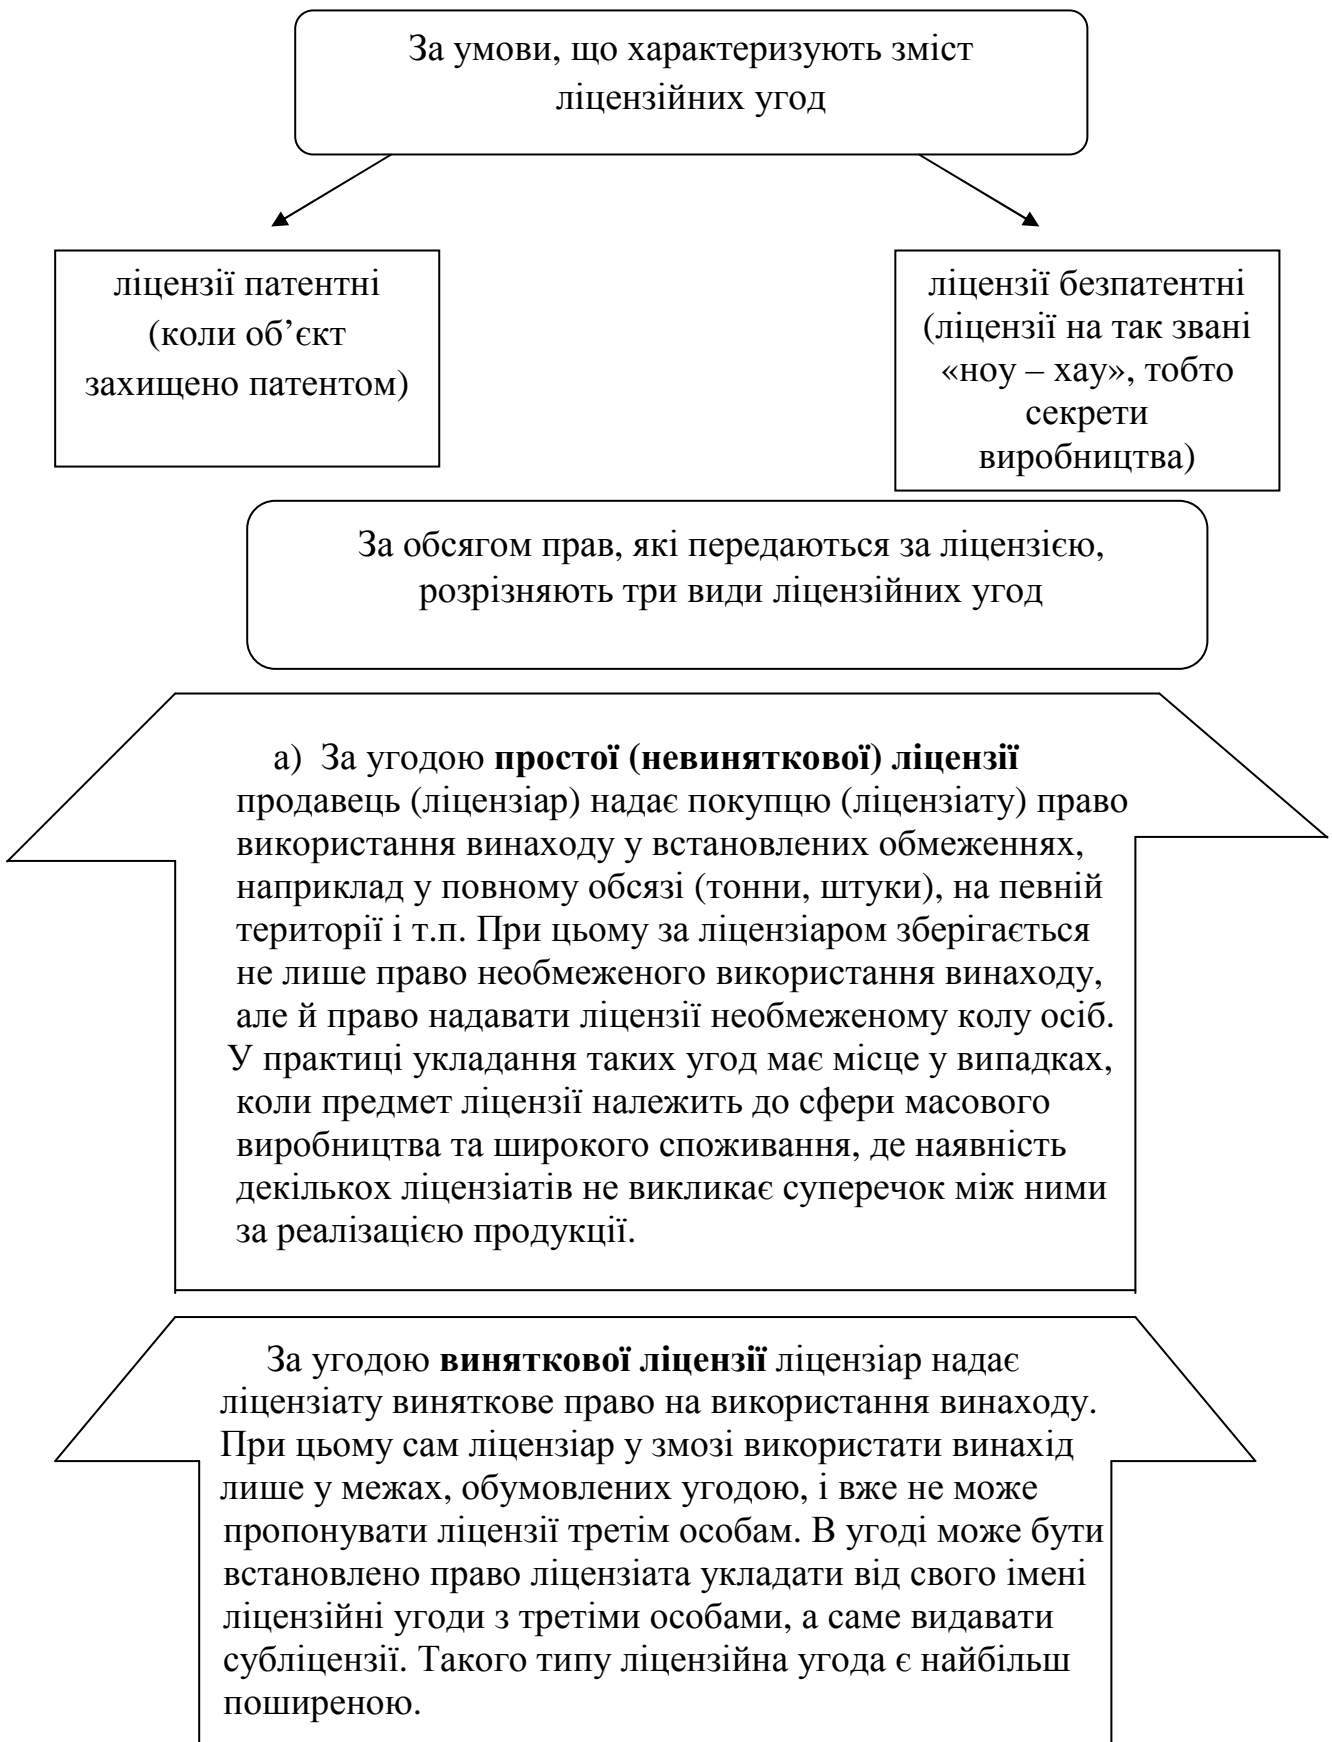 За умови, що характеризують зміст
ліцензійних угод
ліцензії патентні
(коли об’єкт
захищено патентом)
ліцензії безпатентні
(ліцензії на так звані
«ноу – хау», тобто
секрети
виробництва)
За обсягом прав, які передаються за ліцензією,
розрізняють три види ліцензійних угод
а) За угодою простої (невиняткової) ліцензії
продавець (ліцензіар) надає покупцю (ліцензіату) право
використання винаходу у встановлених обмеженнях,
наприклад у повному обсязі (тонни, штуки), на певній
території і т.п. При цьому за ліцензіаром зберігається
не лише право необмеженого використання винаходу,
але й право надавати ліцензії необмеженому колу осіб.
У практиці укладання таких угод має місце у випадках,
коли предмет ліцензії належить до сфери масового
виробництва та широкого споживання, де наявність
декількох ліцензіатів не викликає суперечок між ними
за реалізацією продукції.
За угодою виняткової ліцензії ліцензіар надає
ліцензіату виняткове право на використання винаходу.
При цьому сам ліцензіар у змозі використати винахід
лише у межах, обумовлених угодою, і вже не може
пропонувати ліцензії третім особам. В угоді може бути
встановлено право ліцензіата укладати від свого імені
ліцензійні угоди з третіми особами, а саме видавати
субліцензії. Такого типу ліцензійна угода є найбільш
поширеною.